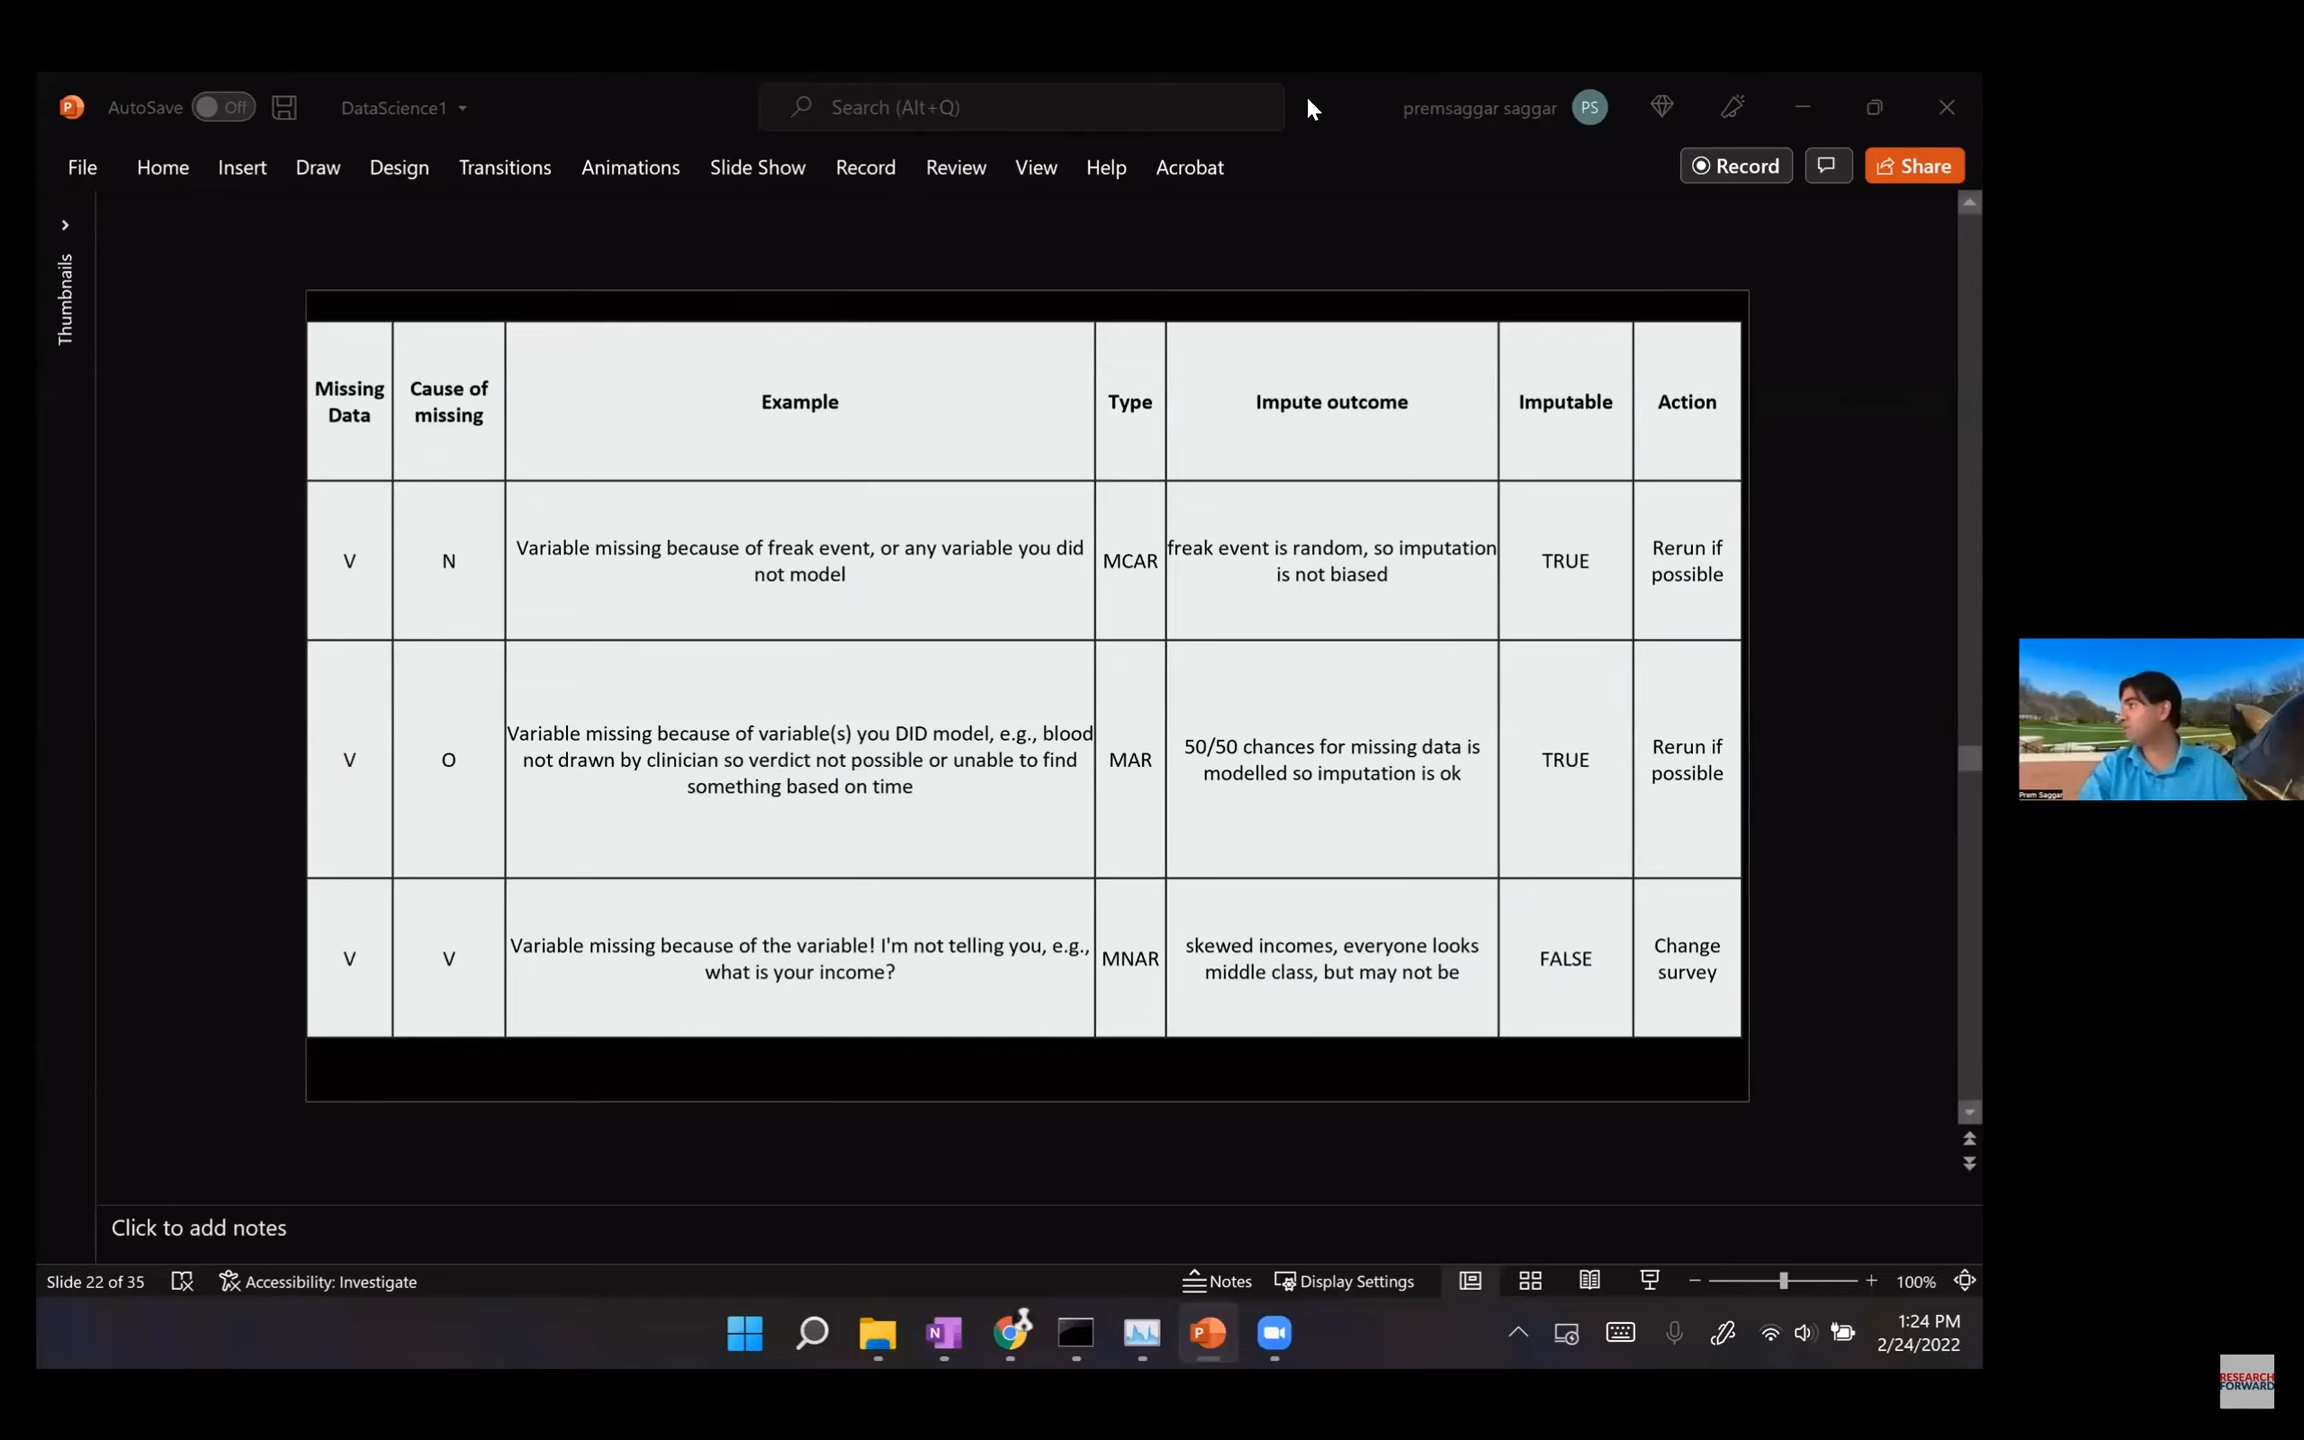 AutoSave Off DataScience1 Search (Alt+Q) premsaggar saggar PS
File Home Insert Draw Design Transitions Animations Slide Show Record Review View Help Acrobat Record Share
Thumbnails
Missing Data Cause of missing Example Type Impute outcome Imputable Action
V
N
Variable missing because of freak event, or any variable you did
not model
MCAR
freak event is random, so imputation
is not biased
TRUE
Rerun if
possible
V
O
Variable missing because of variable(s) you DID model, e.g., blood
not drawn by clinician so verdict not possible or unable to find
something based on time
MAR
50/50 chances for missing data is
modelled so imputation is ok
TRUE
Rerun if
possible
V
V
Variable missing because of the variable! I'm not telling you, e.g.,
what is your income?
MNAR
skewed incomes, everyone looks
middle class, but may not be
FALSE
Change
survey
Prem Saggar
Click to add notes
Slide 22 of 35 Accessibility: Investigate Notes Display Settings 100%
1:24 PM
2/24/2022
RESEARCH
FORWARD